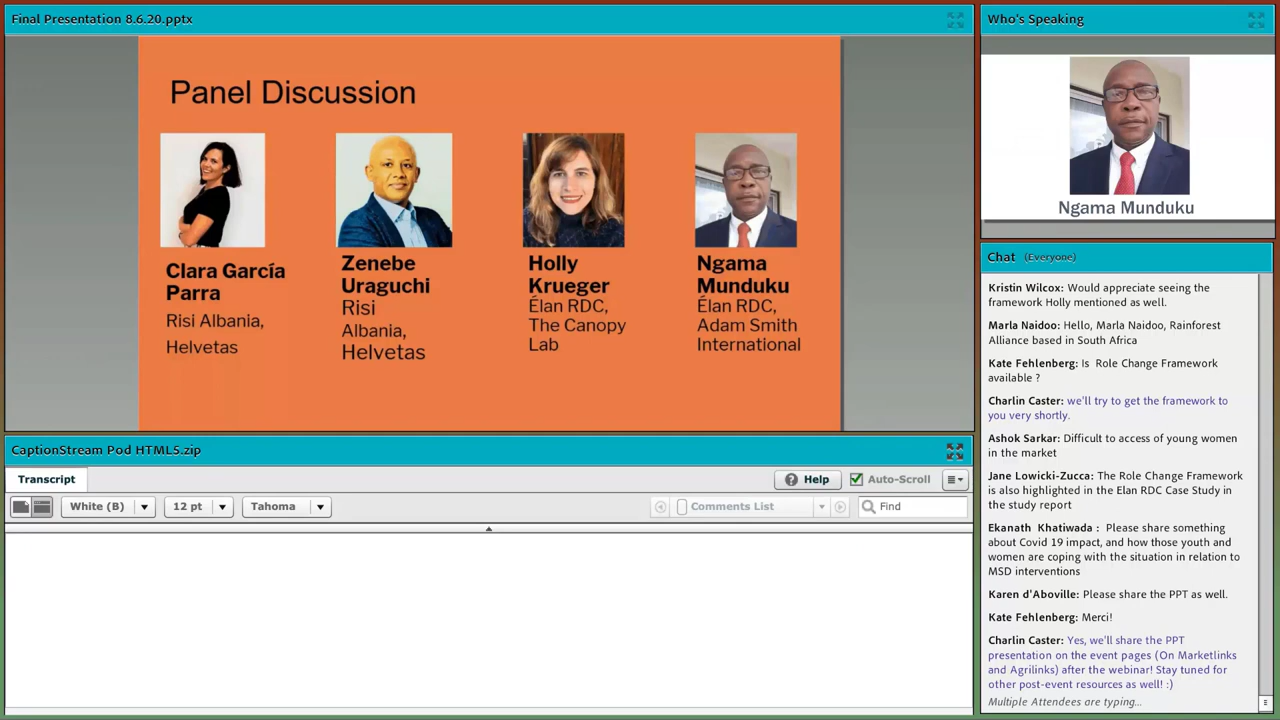 Final Presentation 8.6.20.pptx
Panel Discussion
Clara García
Parra
Risi Albania,
Helvetas
Zenebe
Uraguchi
Risi
Albania,
Helvetas
Holly
Krueger
Élan RDC,
The Canopy
Lab
Ngama
Munduku
Élan RDC,
Adam Smith
International
CaptionStream Pod HTML5.zip
Transcript
Help
Auto-Scroll
White (B)
12 pt
Tahoma
Comments List
Find
Who's Speaking
Ngama Munduku
Chat (Everyone)
Kristin Wilcox: Would appreciate seeing the
framework Holly mentioned as well.
Marla Naidoo: Hello, Marla Naidoo, Rainforest
Alliance based in South Africa
Kate Fehlenberg: Is Role Change Framework
available ?
Charlin Caster: we'll try to get the framework to
you very shortly.
Ashok Sarkar: Difficult to access of young women
in the market
Jane Lowicki-Zucca: The Role Change Framework
is also highlighted in the Elan RDC Case Study in
the study report
Ekanath Khatiwada : Please share something
about Covid 19 impact, and how those youth and
women are coping with the situation in relation to
MSD interventions
Karen d'Aboville: Please share the PPT as well.
Kate Fehlenberg: Merci!
Charlin Caster: Yes, we'll share the PPT
presentation on the event pages (On Marketlinks
and Agrilinks) after the webinar! Stay tuned for
other post-event resources as well! :)
Multiple Attendees are typing...